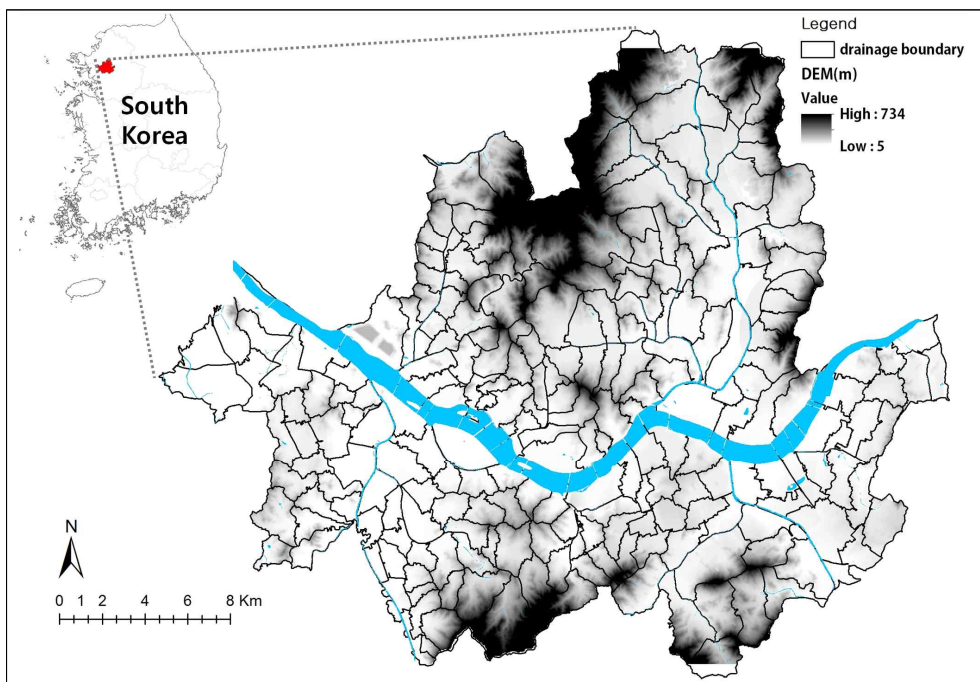 South
Korea
Legend
drainage boundary
DEM(m)
Value
High : 734
Low : 5
N
0 1 2 4 6 8 Km